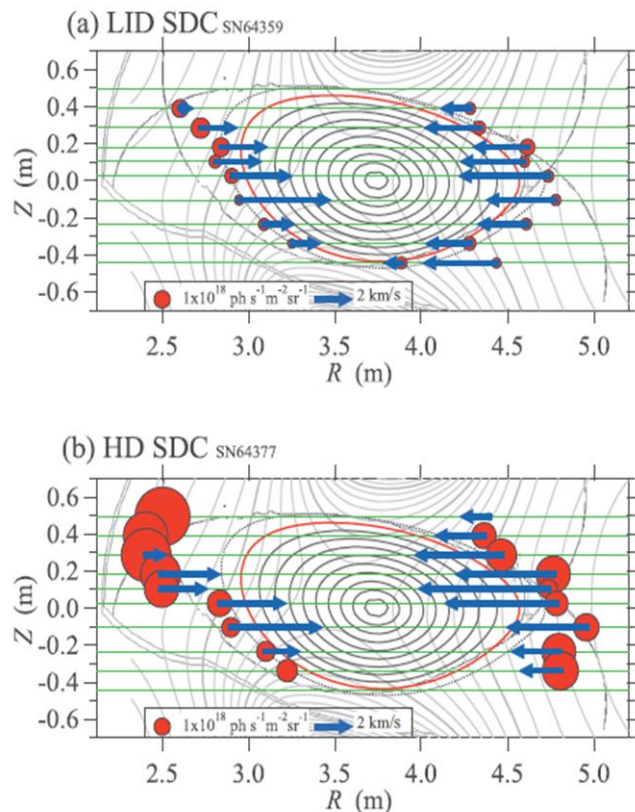 (a) LID SDC SN64359
0.6
0.4
0.2
0.0
-0.2
-0.4
-0.6
Z (m)
1x10¹⁸ ph s⁻¹m⁻²sr⁻¹ 2 km/s
2.5 3.0 3.5 4.0 4.5 5.0
R (m)
(b) HD SDC SN64377
0.6
0.4
0.2
0.0
-0.2
-0.4
-0.6
Z (m)
1x10¹⁸ ph s⁻¹m⁻²sr⁻¹ 2 km/s
2.5 3.0 3.5 4.0 4.5 5.0
R (m)